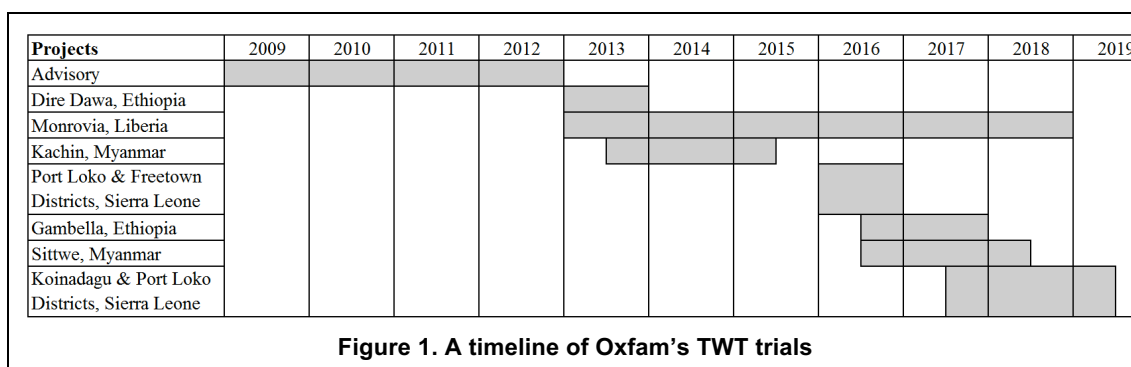 Projects 2009 2010 2011 2012 2013 2014 2015 2016 2017 2018 2019
Advisory
Dire Dawa, Ethiopia
Monrovia, Liberia
Kachin, Myanmar
Port Loko & Freetown
Districts, Sierra Leone
Gambella, Ethiopia
Sittwe, Myanmar
Koinadagu & Port Loko
Districts, Sierra Leone
Figure 1. A timeline of Oxfam's TWT trials